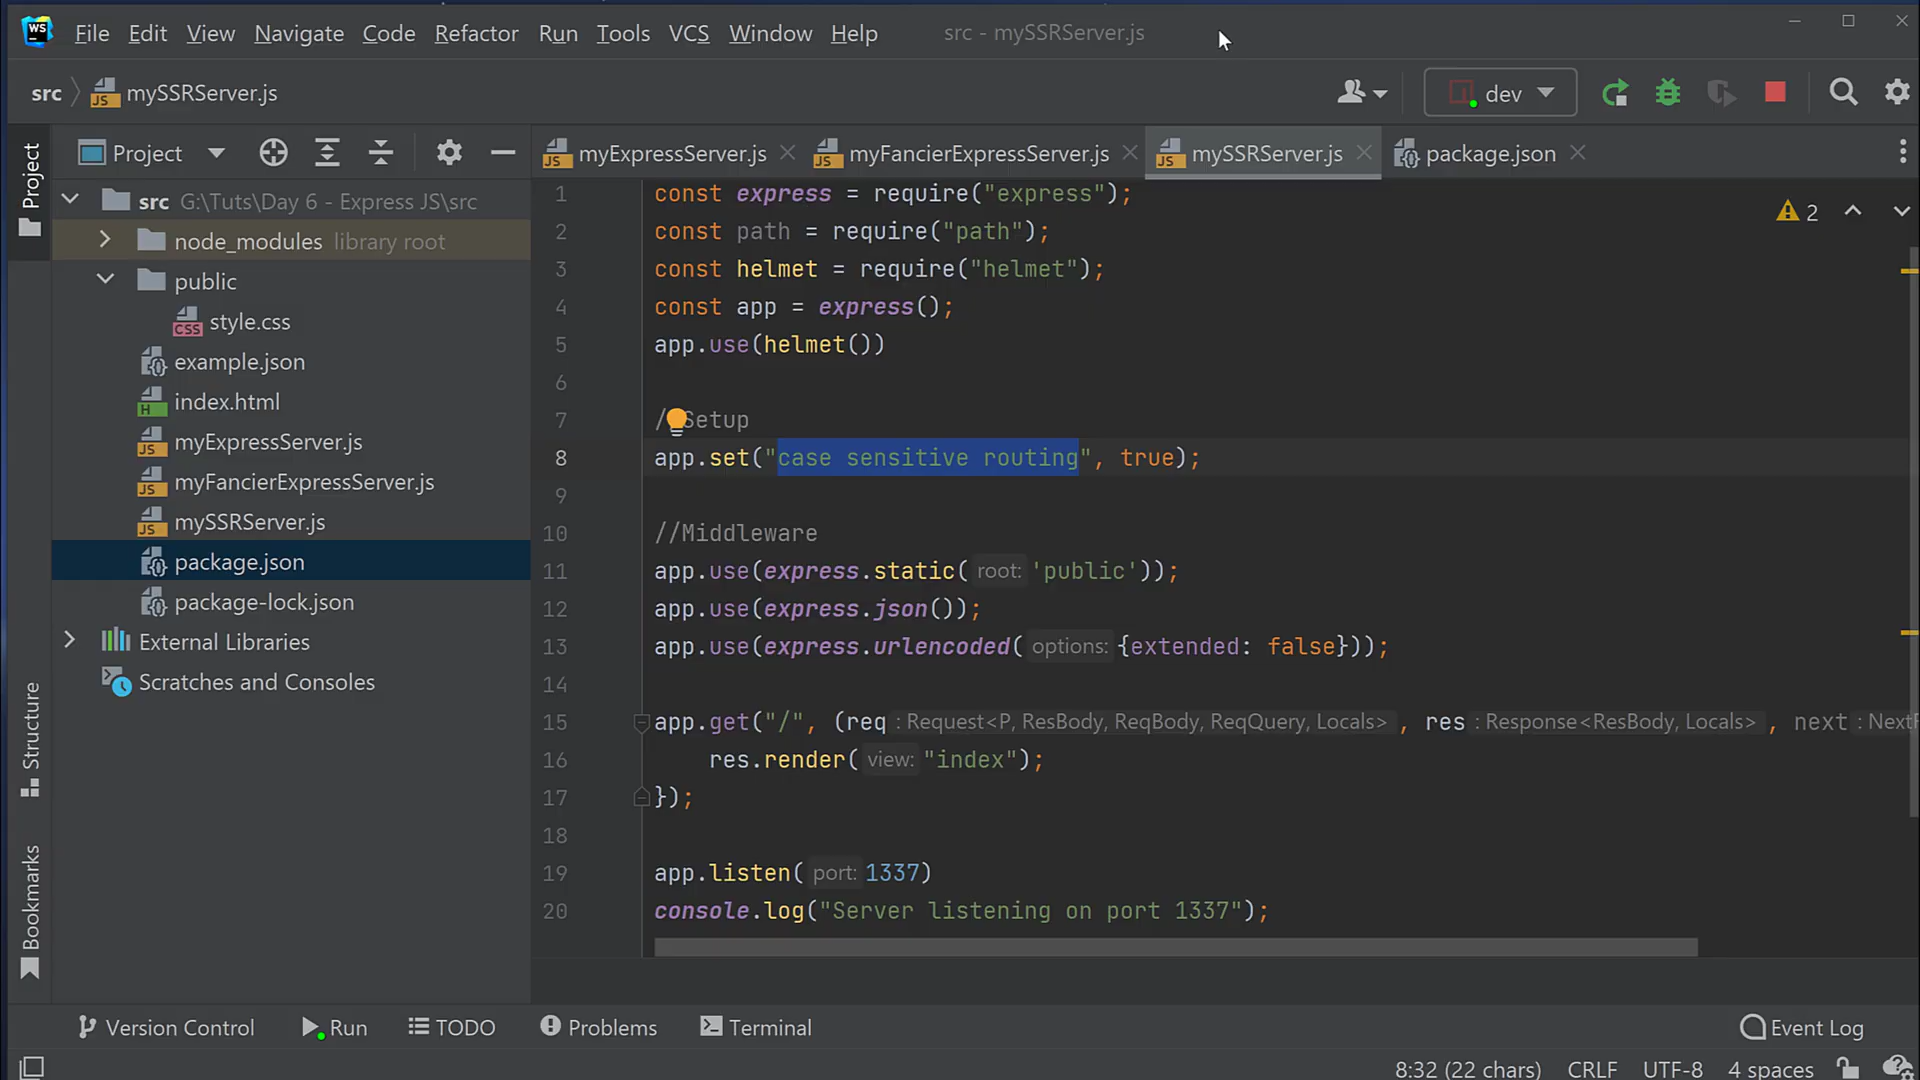 WS File Edit View Navigate Code Refactor Run Tools VCS Window Help src - mySSRServer.js
src mySSRServer.js dev
Project myExpressServer.js myFancierExpressServer.js mySSRServer.js package.json
Project
src G:\Tuts\Day 6 - Express JS\src
node_modules library root
public
style.css
example.json
index.html
myExpressServer.js
myFancierExpressServer.js
mySSRServer.js
package.json
package-lock.json
External Libraries
Scratches and Consoles
Structure
Bookmarks
2
1 const express = require("express");
2 const path = require("path");
3 const helmet = require("helmet");
4 const app = express();
5 app.use(helmet())
6
7 /Setup
8 app.set("case sensitive routing", true);
9
10 //Middleware
11 app.use(express.static( root: 'public'));
12 app.use(express.json());
13 app.use(express.urlencoded( options: {extended: false}));
14
15 app.get("/", (req : Request<P, ResBody, ReqBody, ReqQuery, Locals> , res : Response<ResBody, Locals> , next : NextF
16 res.render( view: "index");
17 });
18
19 app.listen( port: 1337)
20 console.log("Server listening on port 1337");
Version Control Run TODO Problems Terminal Event Log
8:32 (22 chars) CRLF UTF-8 4 spaces